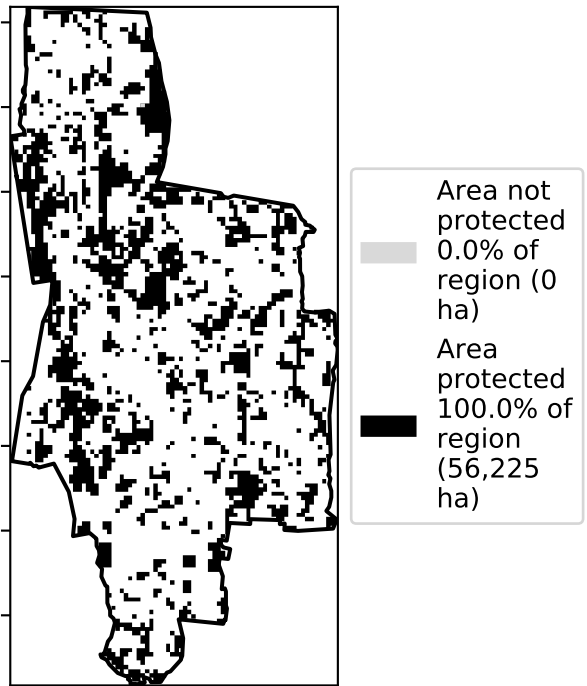 Area not
protected
0.0% of
region (0
ha)
Area
protected
100.0% of
region
(56,225
ha)